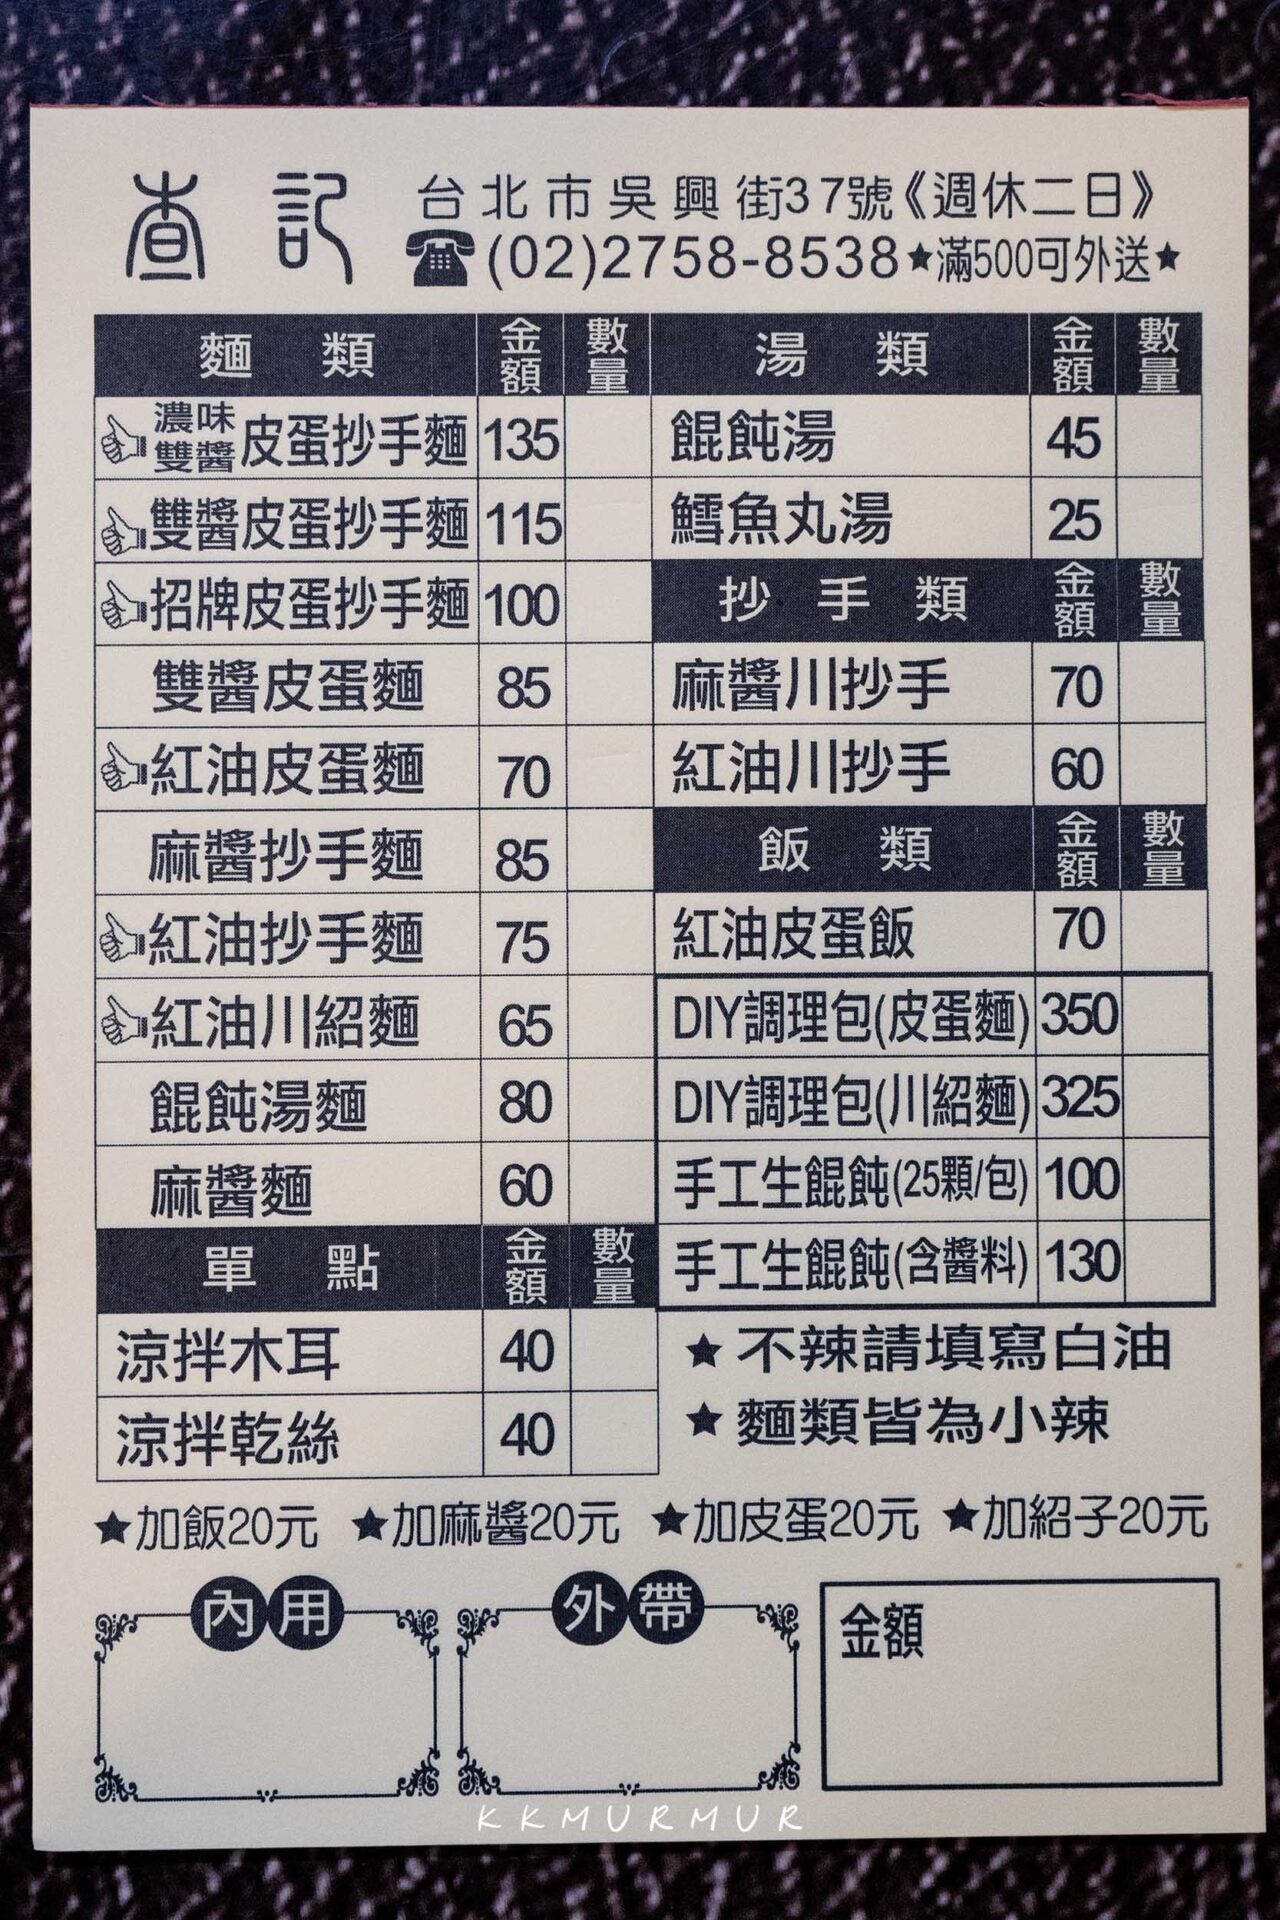 查記
台北市吳興街37號《週休二日》
(02)2758-8538★滿500可外送★
麵類 金額 數量
濃味雙醬皮蛋抄手麵 135
雙醬皮蛋抄手麵 115
招牌皮蛋抄手麵 100
雙醬皮蛋麵 85
紅油皮蛋麵 70
麻醬抄手麵 85
紅油抄手麵 75
紅油川紹麵 65
餛飩湯麵 80
麻醬麵 60
單點 金額 數量
涼拌木耳 40
涼拌乾絲 40
湯類 金額 數量
餛飩湯 45
鱈魚丸湯 25
抄手類 金額 數量
麻醬川抄手 70
紅油川抄手 60
飯類 金額 數量
紅油皮蛋飯 70
DIY調理包(皮蛋麵) 350
DIY調理包(川紹麵) 325
手工生餛飩(25顆/包) 100
手工生餛飩(含醬料) 130
★不辣請填寫白油
★麵類皆為小辣
★加飯20元 ★加麻醬20元 ★加皮蛋20元 ★加紹子20元
內用 外帶 金額
KKMURMUR